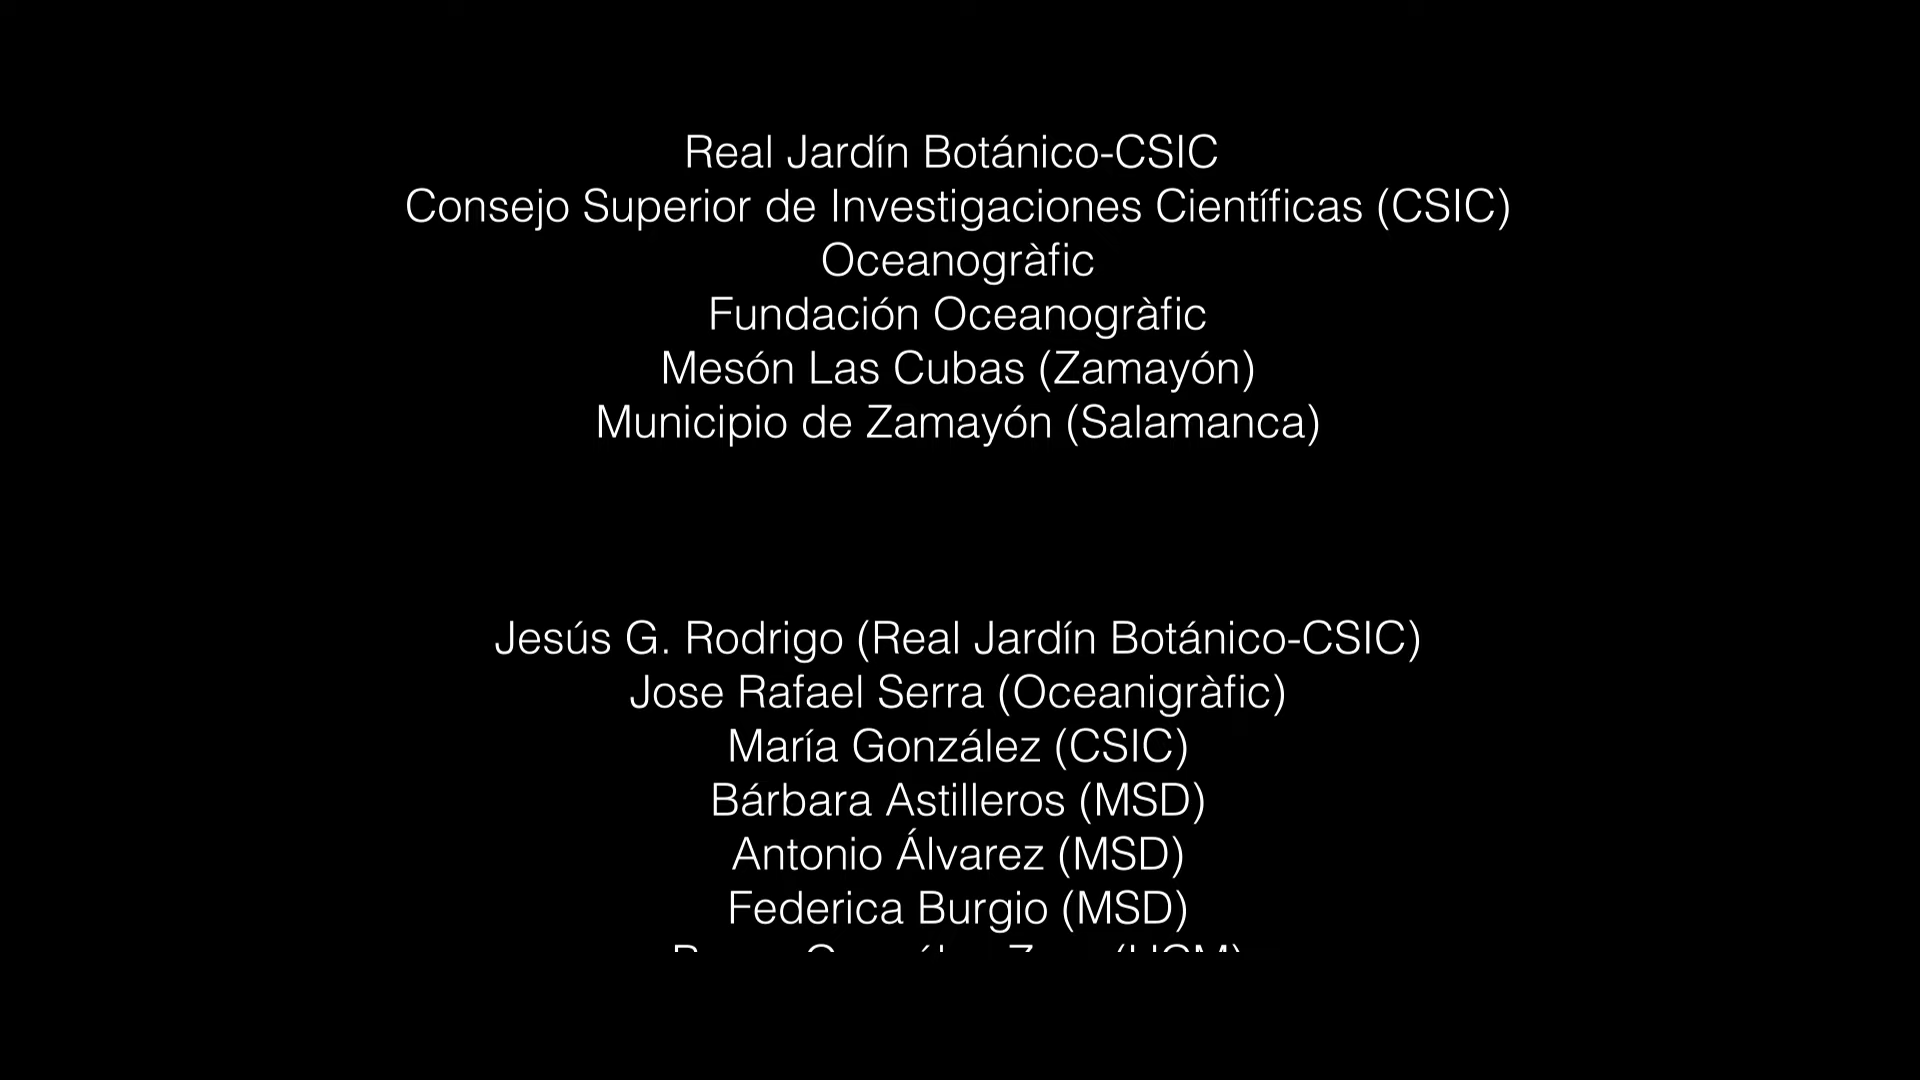 Real Jardín Botánico-CSIC
Consejo Superior de Investigaciones Científicas (CSIC)
Oceanogràfic
Fundación Oceanogràfic
Mesón Las Cubas (Zamayón)
Municipio de Zamayón (Salamanca)
Jesús G. Rodrigo (Real Jardín Botánico-CSIC)
Jose Rafael Serra (Oceanigràfic)
María González (CSIC)
Bárbara Astilleros (MSD)
Antonio Álvarez (MSD)
Federica Burgio (MSD)